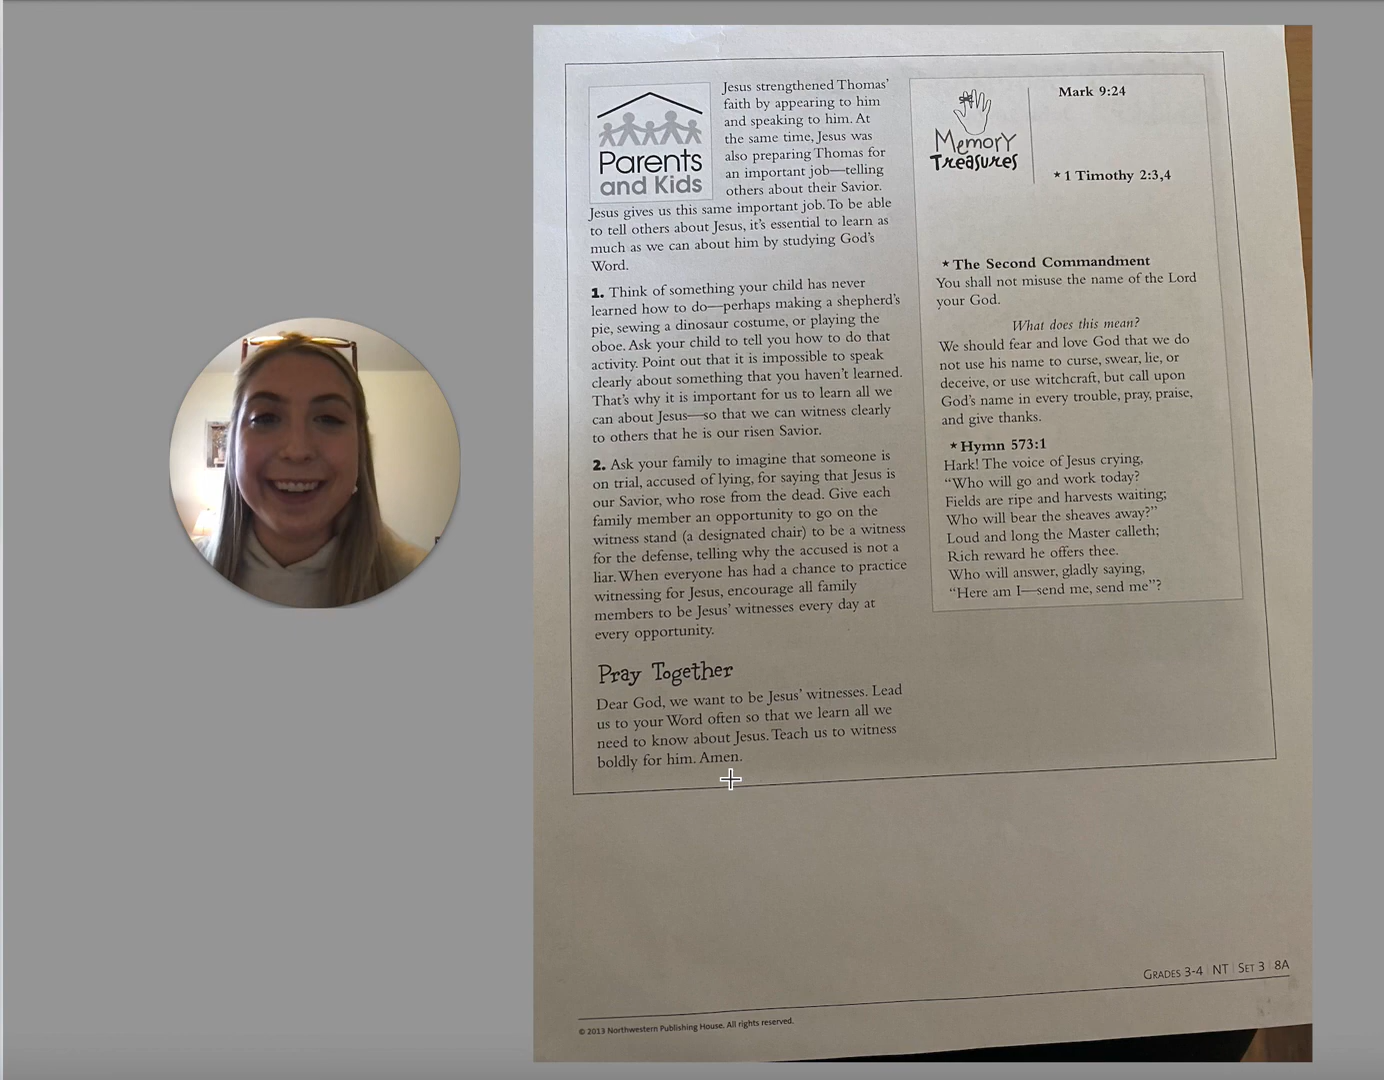 Parents
and Kids
Jesus strengthened Thomas'
faith by appearing to him
and speaking to him. At
the same time, Jesus was
also preparing Thomas for
an important job—telling
others about their Savior.
Jesus gives us this same important job. To be able
to tell others about Jesus, it's essential to learn as
much as we can about him by studying God's
Word.
1. Think of something your child has never
learned how to do—perhaps making a shepherd's
pie, sewing a dinosaur costume, or playing the
oboe. Ask your child to tell you how to do that
activity. Point out that it is impossible to speak
clearly about something that you haven't learned.
That's why it is important for us to learn all we
can about Jesus—so that we can witness clearly
to others that he is our risen Savior.
2. Ask your family to imagine that someone is
on trial, accused of lying, for saying that Jesus is
our Savior, who rose from the dead. Give each
family member an opportunity to go on the
witness stand (a designated chair) to be a witness
for the defense, telling why the accused is not a
liar. When everyone has had a chance to practice
witnessing for Jesus, encourage all family
members to be Jesus' witnesses every day at
every opportunity.
Pray Together
Dear God, we want to be Jesus' witnesses. Lead
us to your Word often so that we learn all we
need to know about Jesus. Teach us to witness
boldly for him. Amen.
Memory
Treasures
Mark 9:24
* 1 Timothy 2:3,4
* The Second Commandment
You shall not misuse the name of the Lord
your God.
What does this mean?
We should fear and love God that we do
not use his name to curse, swear, lie, or
deceive, or use witchcraft, but call upon
God's name in every trouble, pray, praise,
and give thanks.
* Hymn 573:1
Hark! The voice of Jesus crying,
"Who will go and work today?
Fields are ripe and harvests waiting;
Who will bear the sheaves away?"
Loud and long the Master calleth;
Rich reward he offers thee.
Who will answer, gladly saying,
"Here am I—send me, send me"?
GRADES 3-4 | NT | SET 3 | 8A
© 2013 Northwestern Publishing House. All rights reserved.